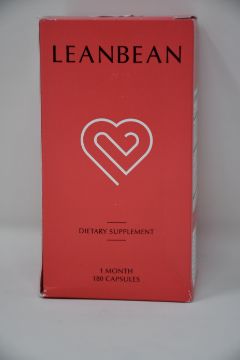 LEANBEAN
DIETARY SUPPLEMENT
1 MONTH
180 CAPSULES